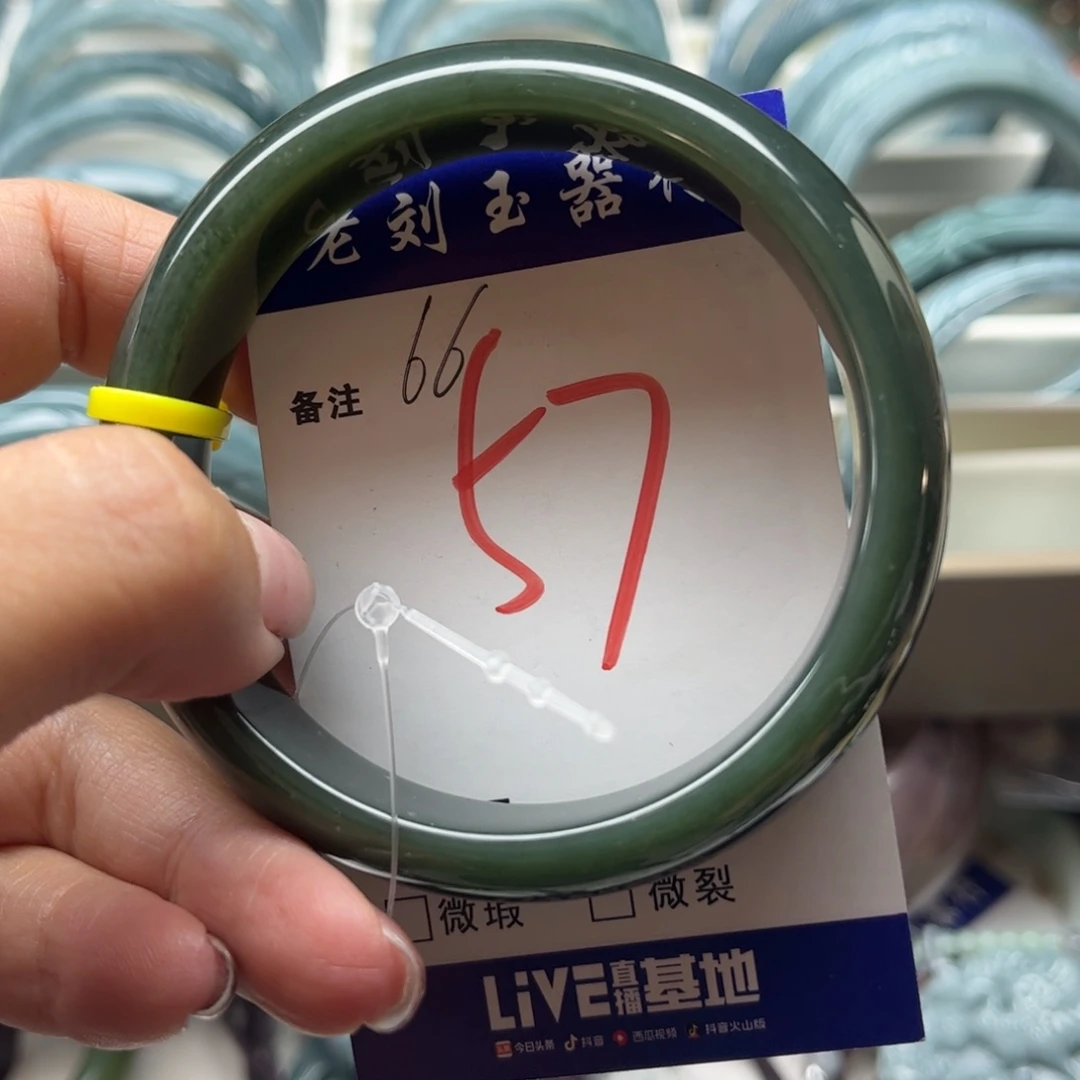 老刘玉器
备注 66
57
微瑕 微裂
LiVE直播基地
今日头条 抖音 西瓜视频 抖音火山版